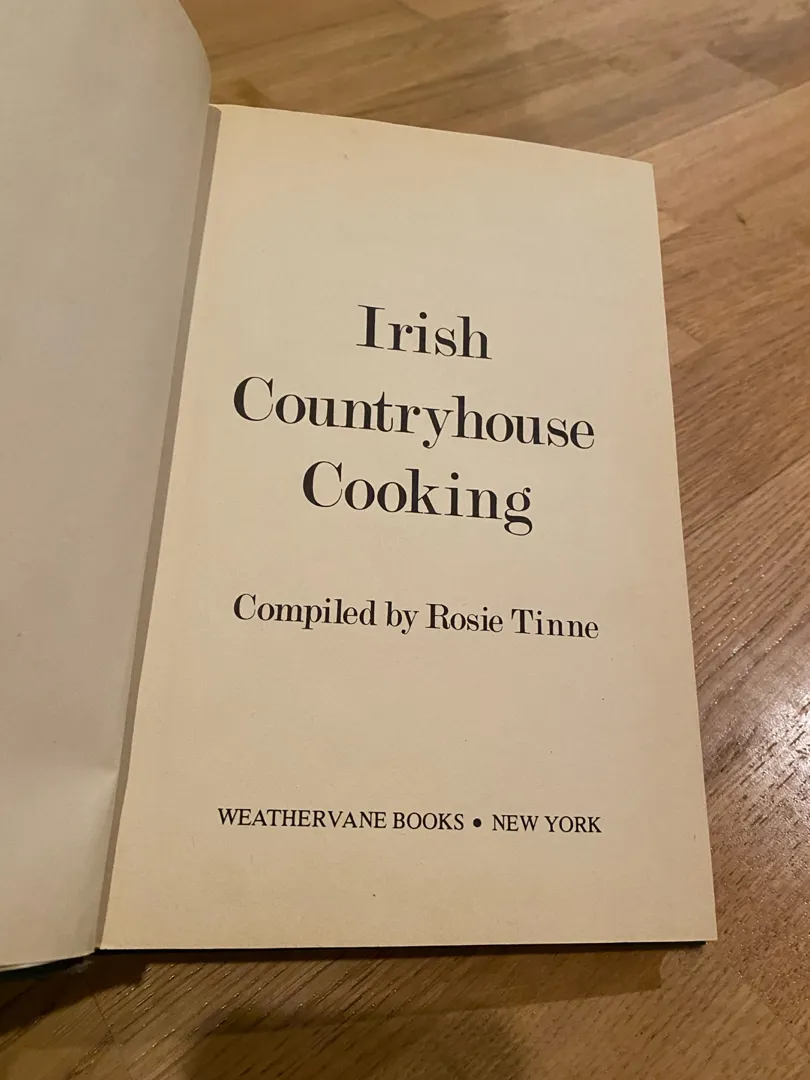 Irish
Countryhouse
Cooking
Compiled by Rosie Tinne
WEATHERVANE BOOKS • NEW YORK